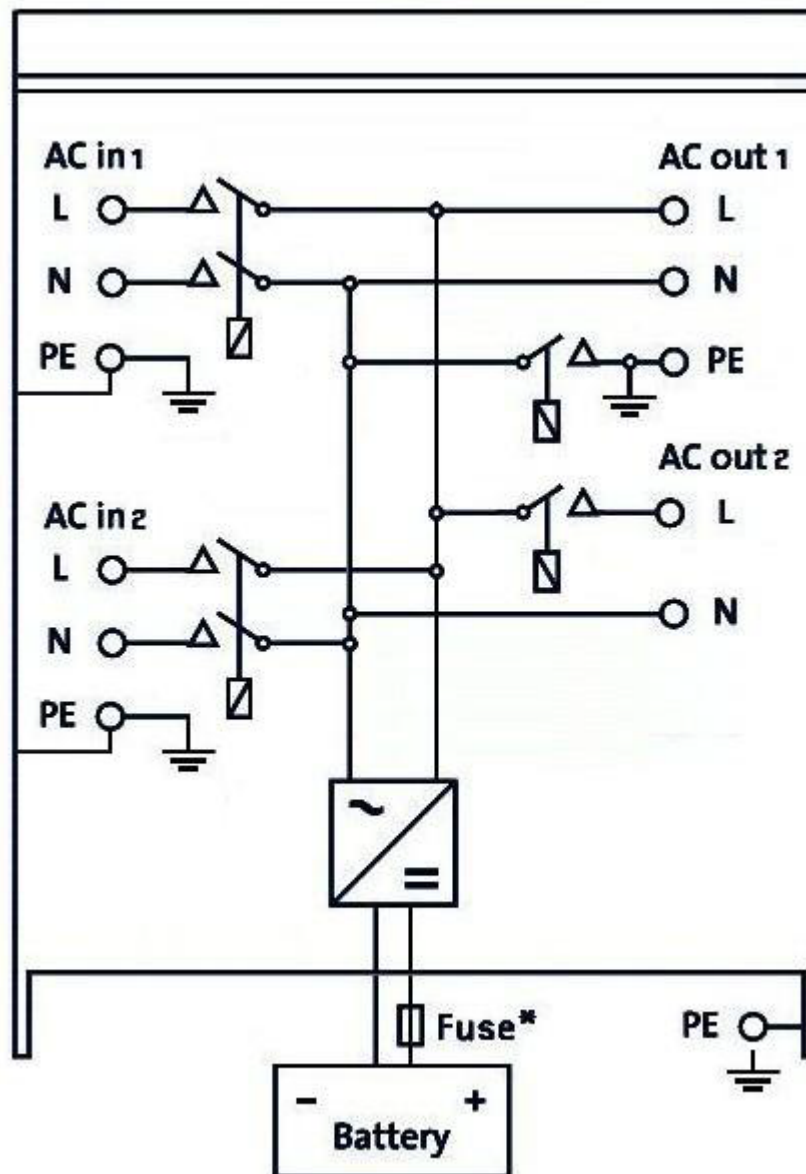 AC in 1
L
N
PE
AC out 1
L
N
PE
AC in 2
L
N
PE
AC out 2
L
N
~
=
Fuse*
PE
- +
Battery